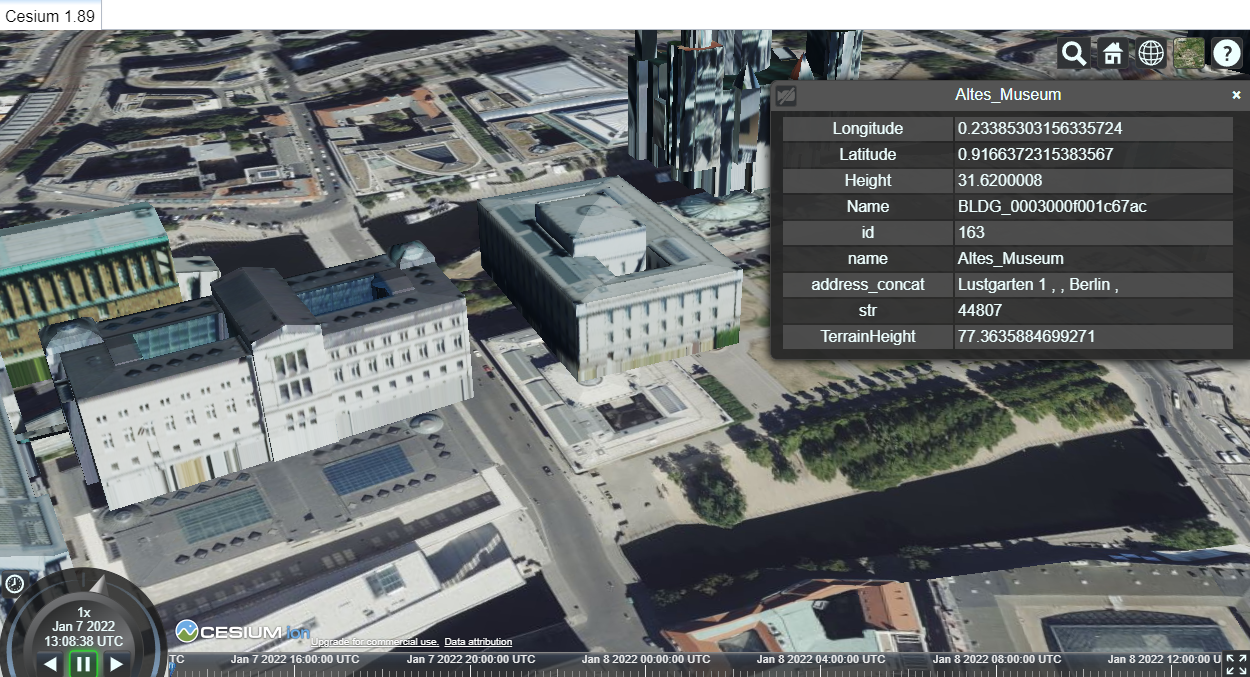 Cesium 1.89
?
Altes_Museum
×
Longitude 0.23385303156335724
Latitude 0.9166372315383567
Height 31.6200008
Name BLDG_0003000f001c67ac
id 163
name Altes_Museum
address_concat Lustgarten 1 , , Berlin ,
str 44807
TerrainHeight 77.3635884699271
1x
Jan 7 2022
13:08:38 UTC
CESIUM ion Upgrade for commercial use. Data attribution
TC Jan 7 2022 16:00:00 UTC Jan 7 2022 20:00:00 UTC Jan 8 2022 00:00:00 UTC Jan 8 2022 04:00:00 UTC Jan 8 2022 08:00:00 UTC Jan 8 2022 12:00:00 U